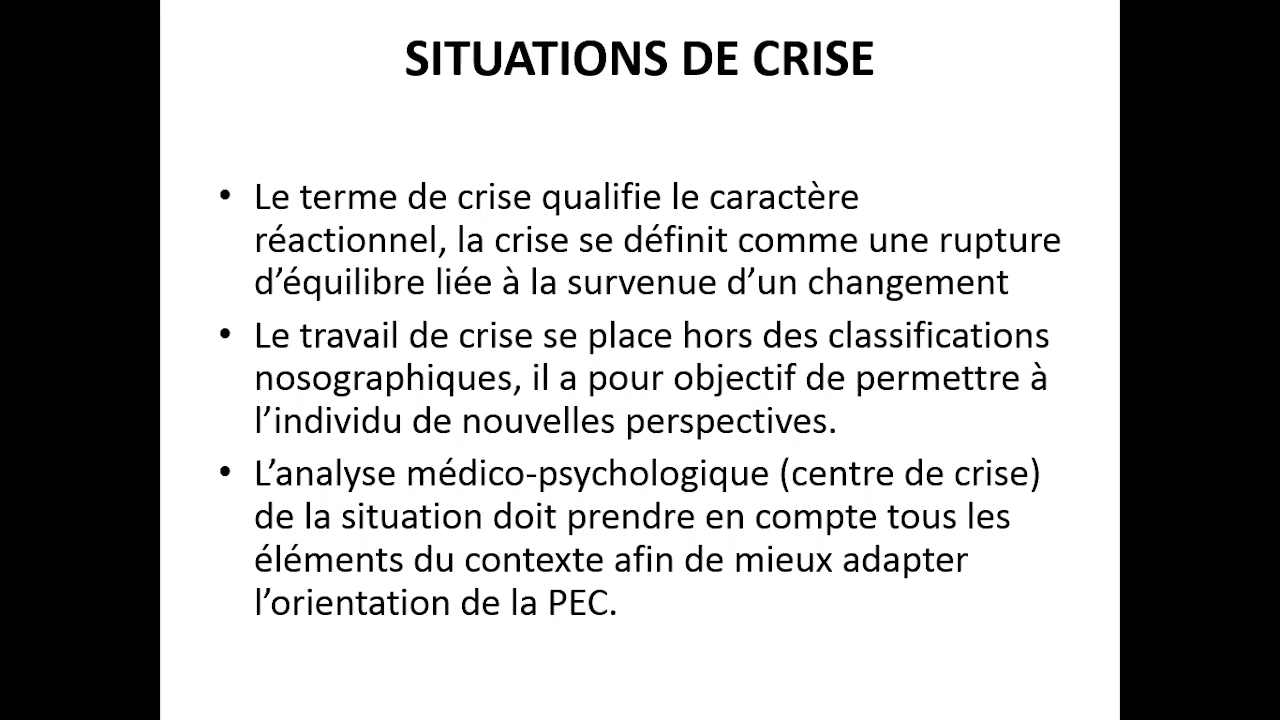 SITUATIONS DE CRISE
• Le terme de crise qualifie le caractère
réactionnel, la crise se définit comme une rupture
d’équilibre liée à la survenue d’un changement
• Le travail de crise se place hors des classifications
nosographiques, il a pour objectif de permettre à
l’individu de nouvelles perspectives.
• L’analyse médico-psychologique (centre de crise)
de la situation doit prendre en compte tous les
éléments du contexte afin de mieux adapter
l’orientation de la PEC.